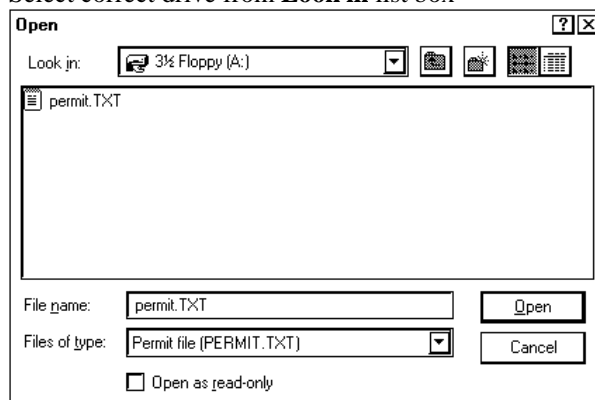 Select correct drive from Look in list box
Open
Look in: 3½ Floppy (A:)
permit.TXT
File name: permit.TXT Open
Files of type: Permit file (PERMIT.TXT) Cancel
Open as read-only